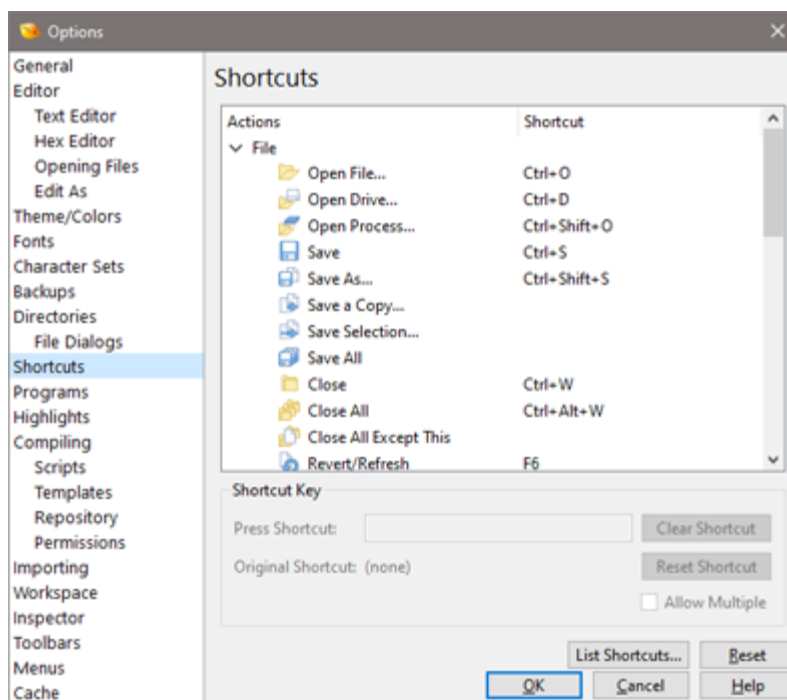 Options
General
Editor
Text Editor
Hex Editor
Opening Files
Edit As
Theme/Colors
Fonts
Character Sets
Backups
Directories
File Dialogs
Shortcuts
Programs
Highlights
Compiling
Scripts
Templates
Repository
Permissions
Importing
Workspace
Inspector
Toolbars
Menus
Cache
Shortcuts
Actions Shortcut
File
Open File... Ctrl+O
Open Drive... Ctrl+D
Open Process... Ctrl+Shift+O
Save Ctrl+S
Save As... Ctrl+Shift+S
Save a Copy...
Save Selection...
Save All
Close Ctrl+W
Close All Ctrl+Alt+W
Close All Except This
Revert/Refresh F6
Shortcut Key
Press Shortcut: Clear Shortcut
Original Shortcut: (none) Reset Shortcut
Allow Multiple
List Shortcuts... Reset
OK Cancel Help